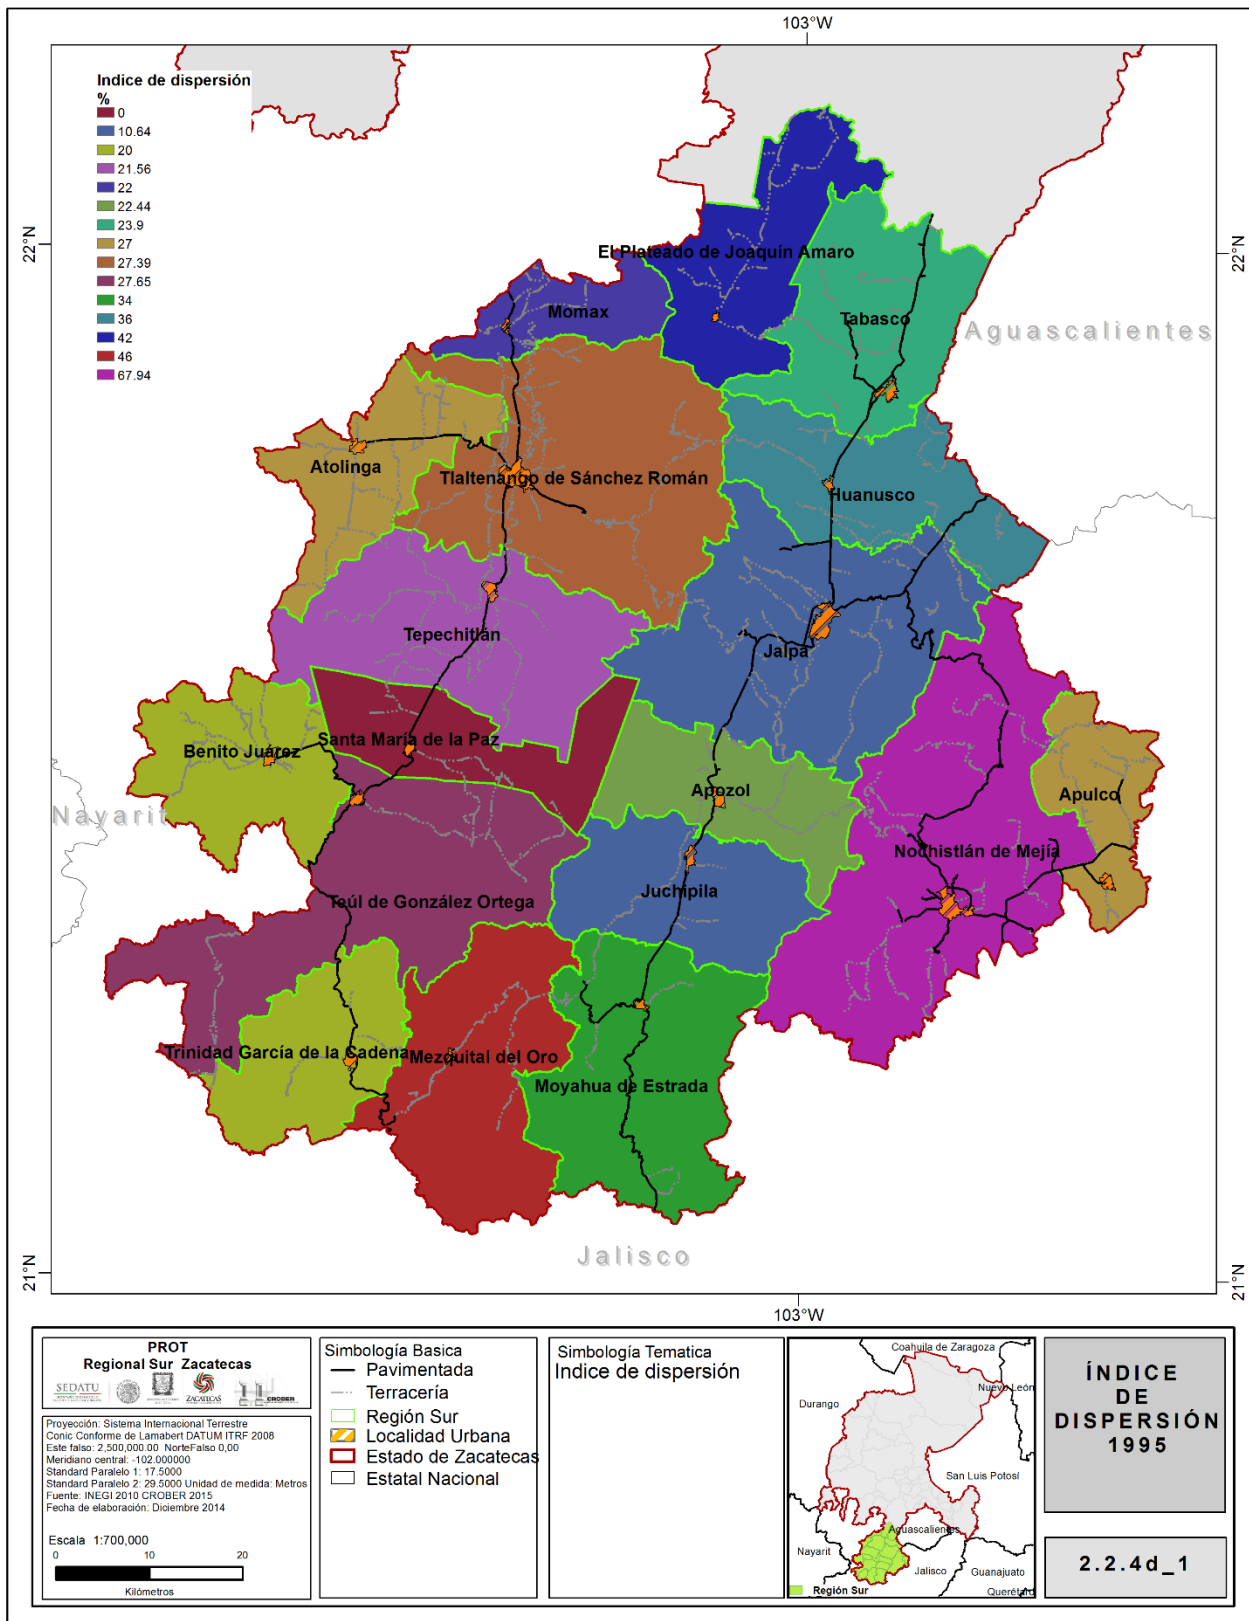 103°W
Indice de dispersión
%
0
10.64
20
21.56
22
22.44
23.9
27
27.39
27.65
34
36
42
46
67.94
22°N
22°N
El Plateado de Joaquín Amaro
Momax
Tabasco
Aguascalientes
Atolinga
Tlaltenango de Sánchez Román
Huanusco
Tepechitlán
Jalpa
Santa María de la Paz
Benito Juárez
Apozol
Apulco
Nayarit
Nochistlán de Mejía
Juchipila
Teúl de González Ortega
Trinidad García de la Cadena
Mezquital del Oro
Moyahua de Estrada
Jalisco
21°N
21°N
103°W
PROT
Regional Sur Zacatecas
SEDATU
ZACATECAS
CROBER
Proyección: Sistema Internacional Terrestre
Conic Conforme de Lamabert DATUM ITRF 2008
Este falso: 2,500,000.00 NorteFalso 0,00
Meridiano central: -102.000000
Standard Paralelo 1: 17.5000
Standard Paralelo 2: 29.5000 Unidad de medida: Metros
Fuente: INEGI 2010 CROBER 2015
Fecha de elaboración: Diciembre 2014
Escala 1:700,000
0 10 20
Kilómetros
Simbología Basica
Pavimentada
Terracería
Región Sur
Localidad Urbana
Estado de Zacatecas
Estatal Nacional
Simbología Tematica
Indice de dispersión
Coahuila de Zaragoza
Nuevo León
Durango
San Luis Potosí
Aguascalientes
Nayarit
Jalisco
Guanajuato
Región Sur
Querétar
ÍNDICE
DE
DISPERSIÓN
1995
2.2.4d_1